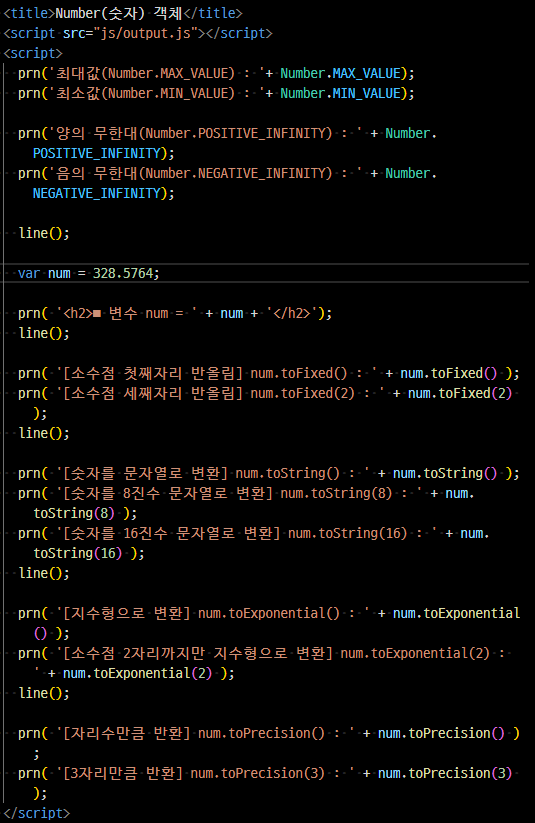 <title>Number(숫자) 객체</title>
<script src="js/output.js"></script>
<script>
prn('최대값(Number.MAX_VALUE) : '+ Number.MAX_VALUE);
prn('최소값(Number.MIN_VALUE) : '+ Number.MIN_VALUE);
prn('양의 무한대(Number.POSITIVE_INFINITY) : ' + Number.
POSITIVE_INFINITY);
prn('음의 무한대(Number.NEGATIVE_INFINITY) : ' + Number.
NEGATIVE_INFINITY);
line();
var num = 328.5764;
prn( '<h2>■ 변수 num = ' + num + '</h2>');
line();
prn( '[소수점 첫째자리 반올림] num.toFixed() : ' + num.toFixed() );
prn( '[소수점 세째자리 반올림] num.toFixed(2) : ' + num.toFixed(2)
);
line();
prn( '[숫자를 문자열로 변환] num.toString() : ' + num.toString() );
prn( '[숫자를 8진수 문자열로 변환] num.toString(8) : ' + num.
toString(8) );
prn( '[숫자를 16진수 문자열로 변환] num.toString(16) : ' + num.
toString(16) );
line();
prn( '[지수형으로 변환] num.toExponential() : ' + num.toExponential
() );
prn( '[소수점 2자리까지만 지수형으로 변환] num.toExponential(2) :
' + num.toExponential(2) );
line();
prn( '[자리수만큼 반환] num.toPrecision() : ' + num.toPrecision() )
;
prn( '[3자리만큼 반환] num.toPrecision(3) : ' + num.toPrecision(3)
);
</script>